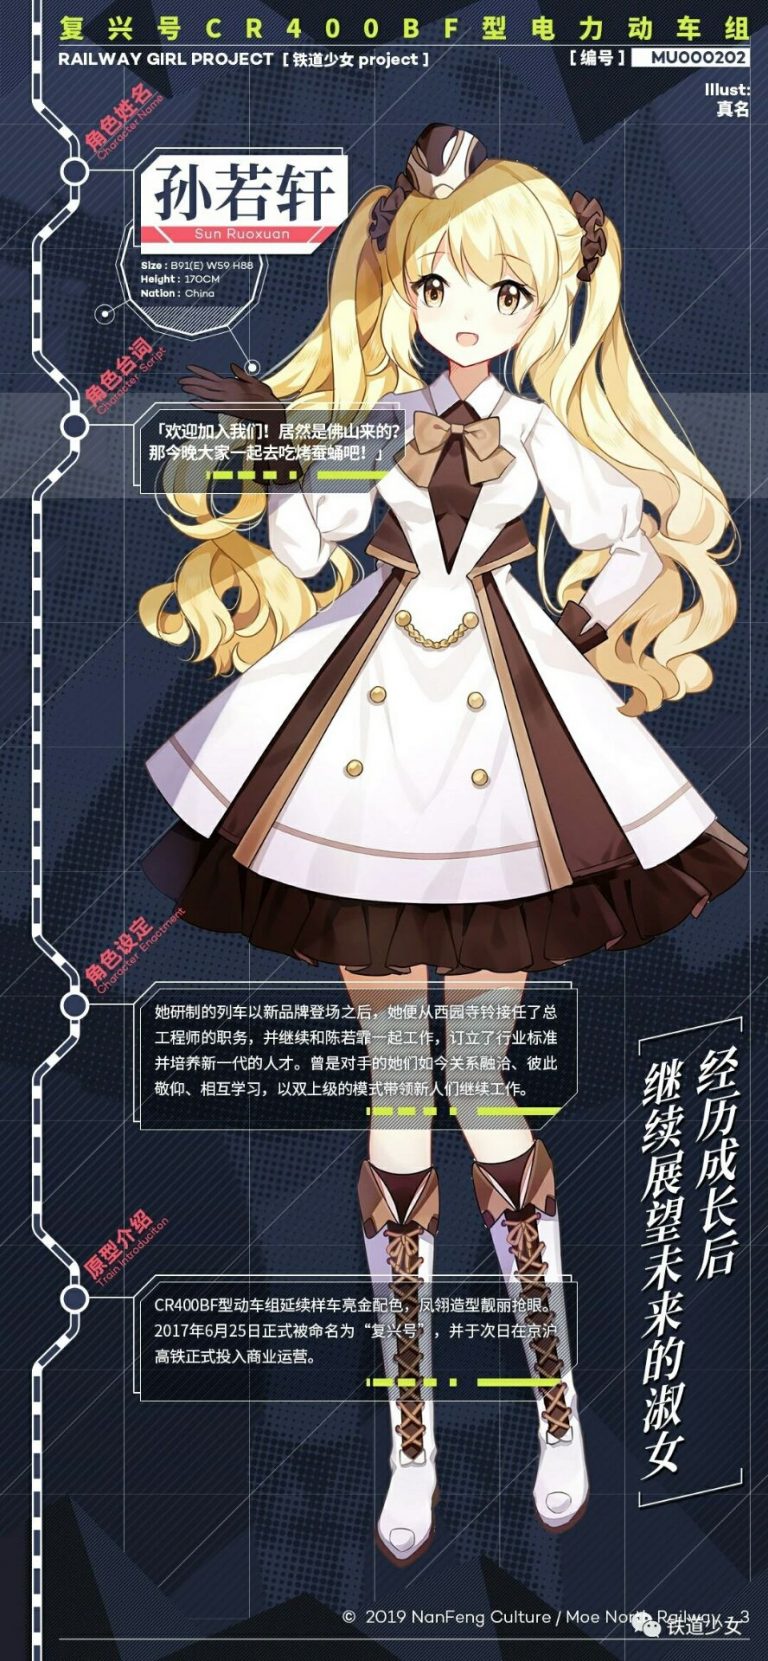 复兴号CR400BF型电力动车组
RAILWAY GIRL PROJECT [ 铁道少女 project ]
[ 编号 ] MU000202
Illust:
真名
角色姓名
Character Name
孙若轩
Sun Ruoxuan
Size : B91(E) W59 H88
Height : 170CM
Nation : China
角色台词
Character Script
「欢迎加入我们！居然是佛山来的？
那今晚大家一起去吃烤蚕蛹吧！」
角色设定
Character Enactment
她研制的列车以新品牌登场之后，她便从西园寺铃接任了总
工程师的职务，并继续和陈若霏一起工作，订立了行业标准
并培养新一代的人才。曾是对手的她们如今关系融洽、彼此
敬仰、相互学习，以双上级的模式带领新人们继续工作。
经历成长后
继续展望未来的淑女
原型介绍
Train Introduciton
CR400BF型动车组延续样车亮金配色，凤翎造型靓丽抢眼。
2017年6月25日正式被命名为“复兴号”，并于次日在京沪
高铁正式投入商业运营。
© 2019 NanFeng Culture / Moe North Railway - 3
铁道少女